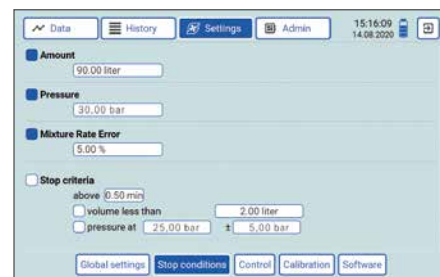 Data History Settings Admin 15:16:09
14.08.2020
Amount
90.00 liter
Pressure
30,00 bar
Mixture Rate Error
5.00 %
Stop criteria
above 0.50 min
volume less than 2.00 liter
pressure at 25,00 bar ± 5,00 bar
Global settings Stop conditions Control Calibration Software